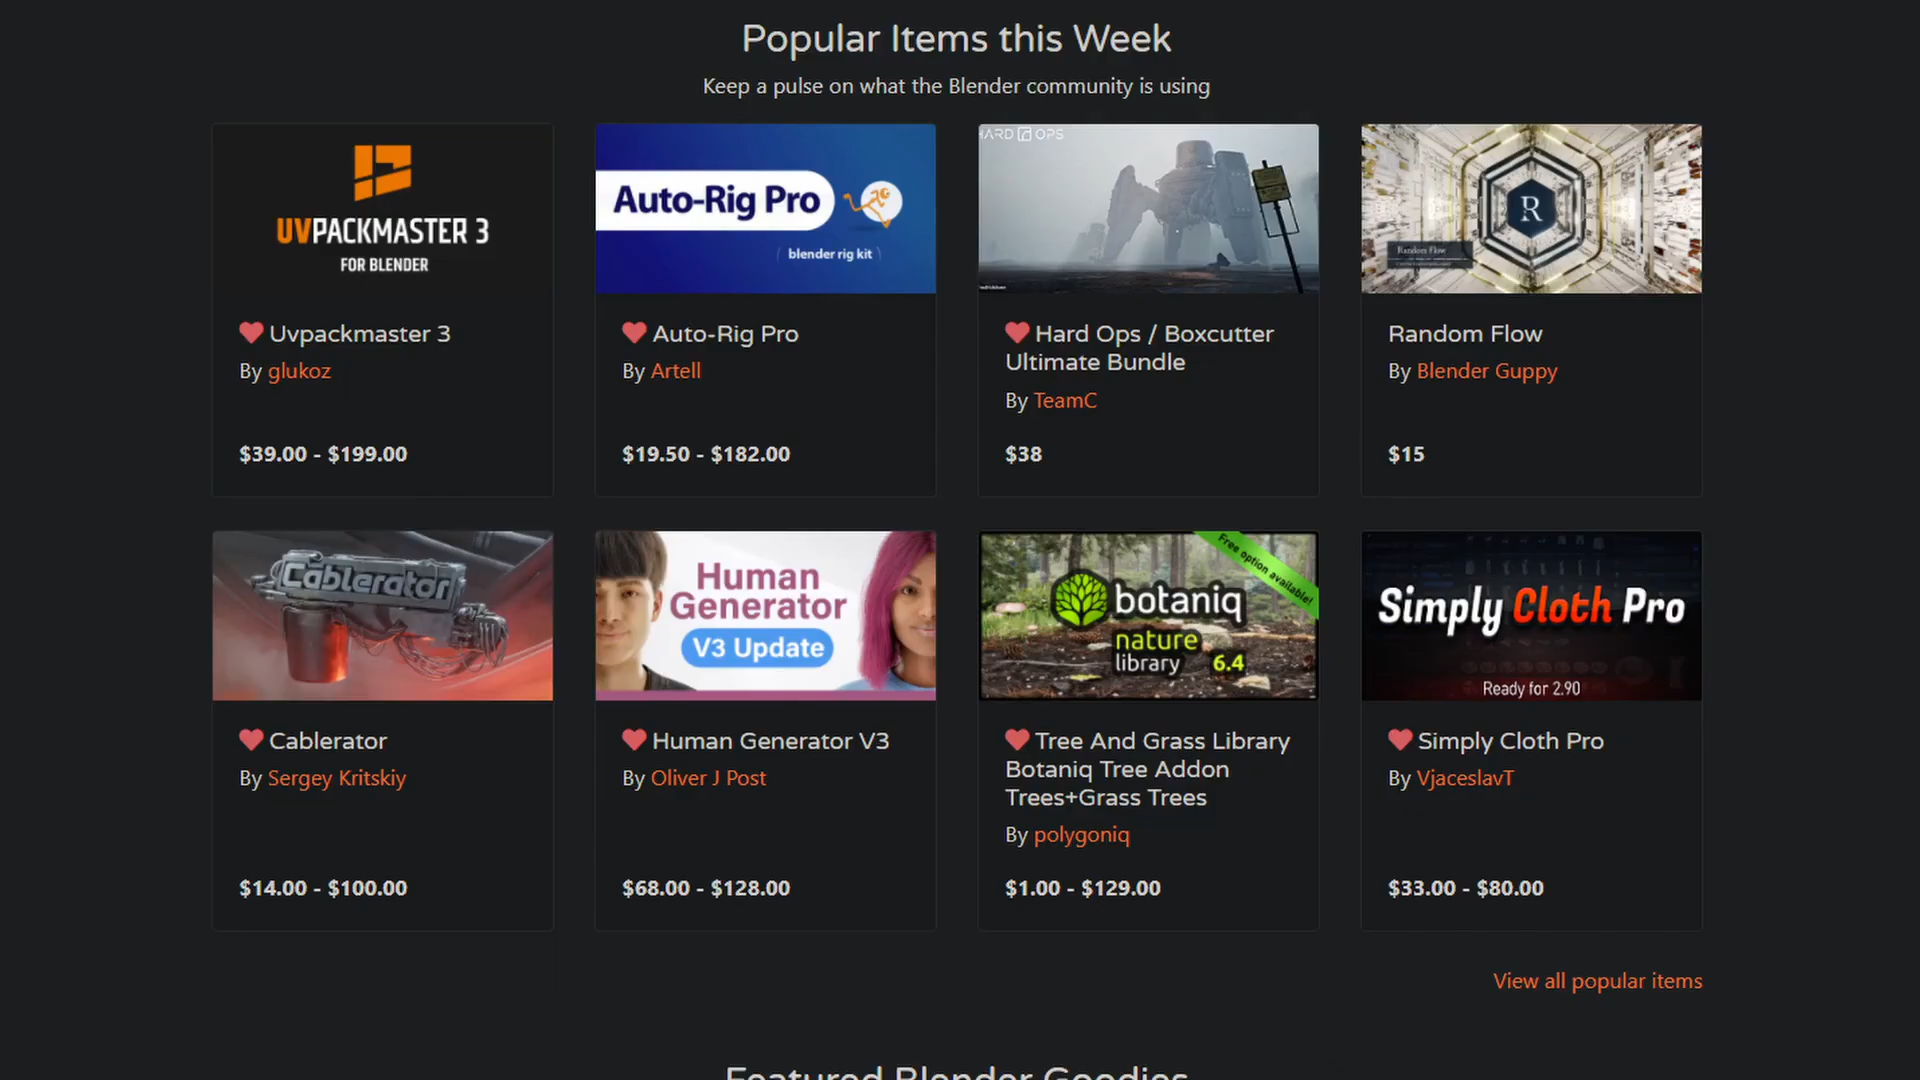 Popular Items this Week
Keep a pulse on what the Blender community is using
UVPACKMASTER 3
FOR BLENDER
Auto-Rig Pro
blender rig kit
HARD OPS
R
Random Flow
Uvpackmaster 3
By glukoz
$39.00 - $199.00
Auto-Rig Pro
By Artell
$19.50 - $182.00
Hard Ops / Boxcutter
Ultimate Bundle
By TeamC
$38
Random Flow
By Blender Guppy
$15
Cablerator
Human
Generator
V3 Update
Free option available!
botaniq
nature
library 6.4
Simply Cloth Pro
Ready for 2.90
Cablerator
By Sergey Kritskiy
$14.00 - $100.00
Human Generator V3
By Oliver J Post
$68.00 - $128.00
Tree And Grass Library
Botaniq Tree Addon
Trees+Grass Trees
By polygoniq
$1.00 - $129.00
Simply Cloth Pro
By VjaceslavT
$33.00 - $80.00
View all popular items
Featured Blender Goodies